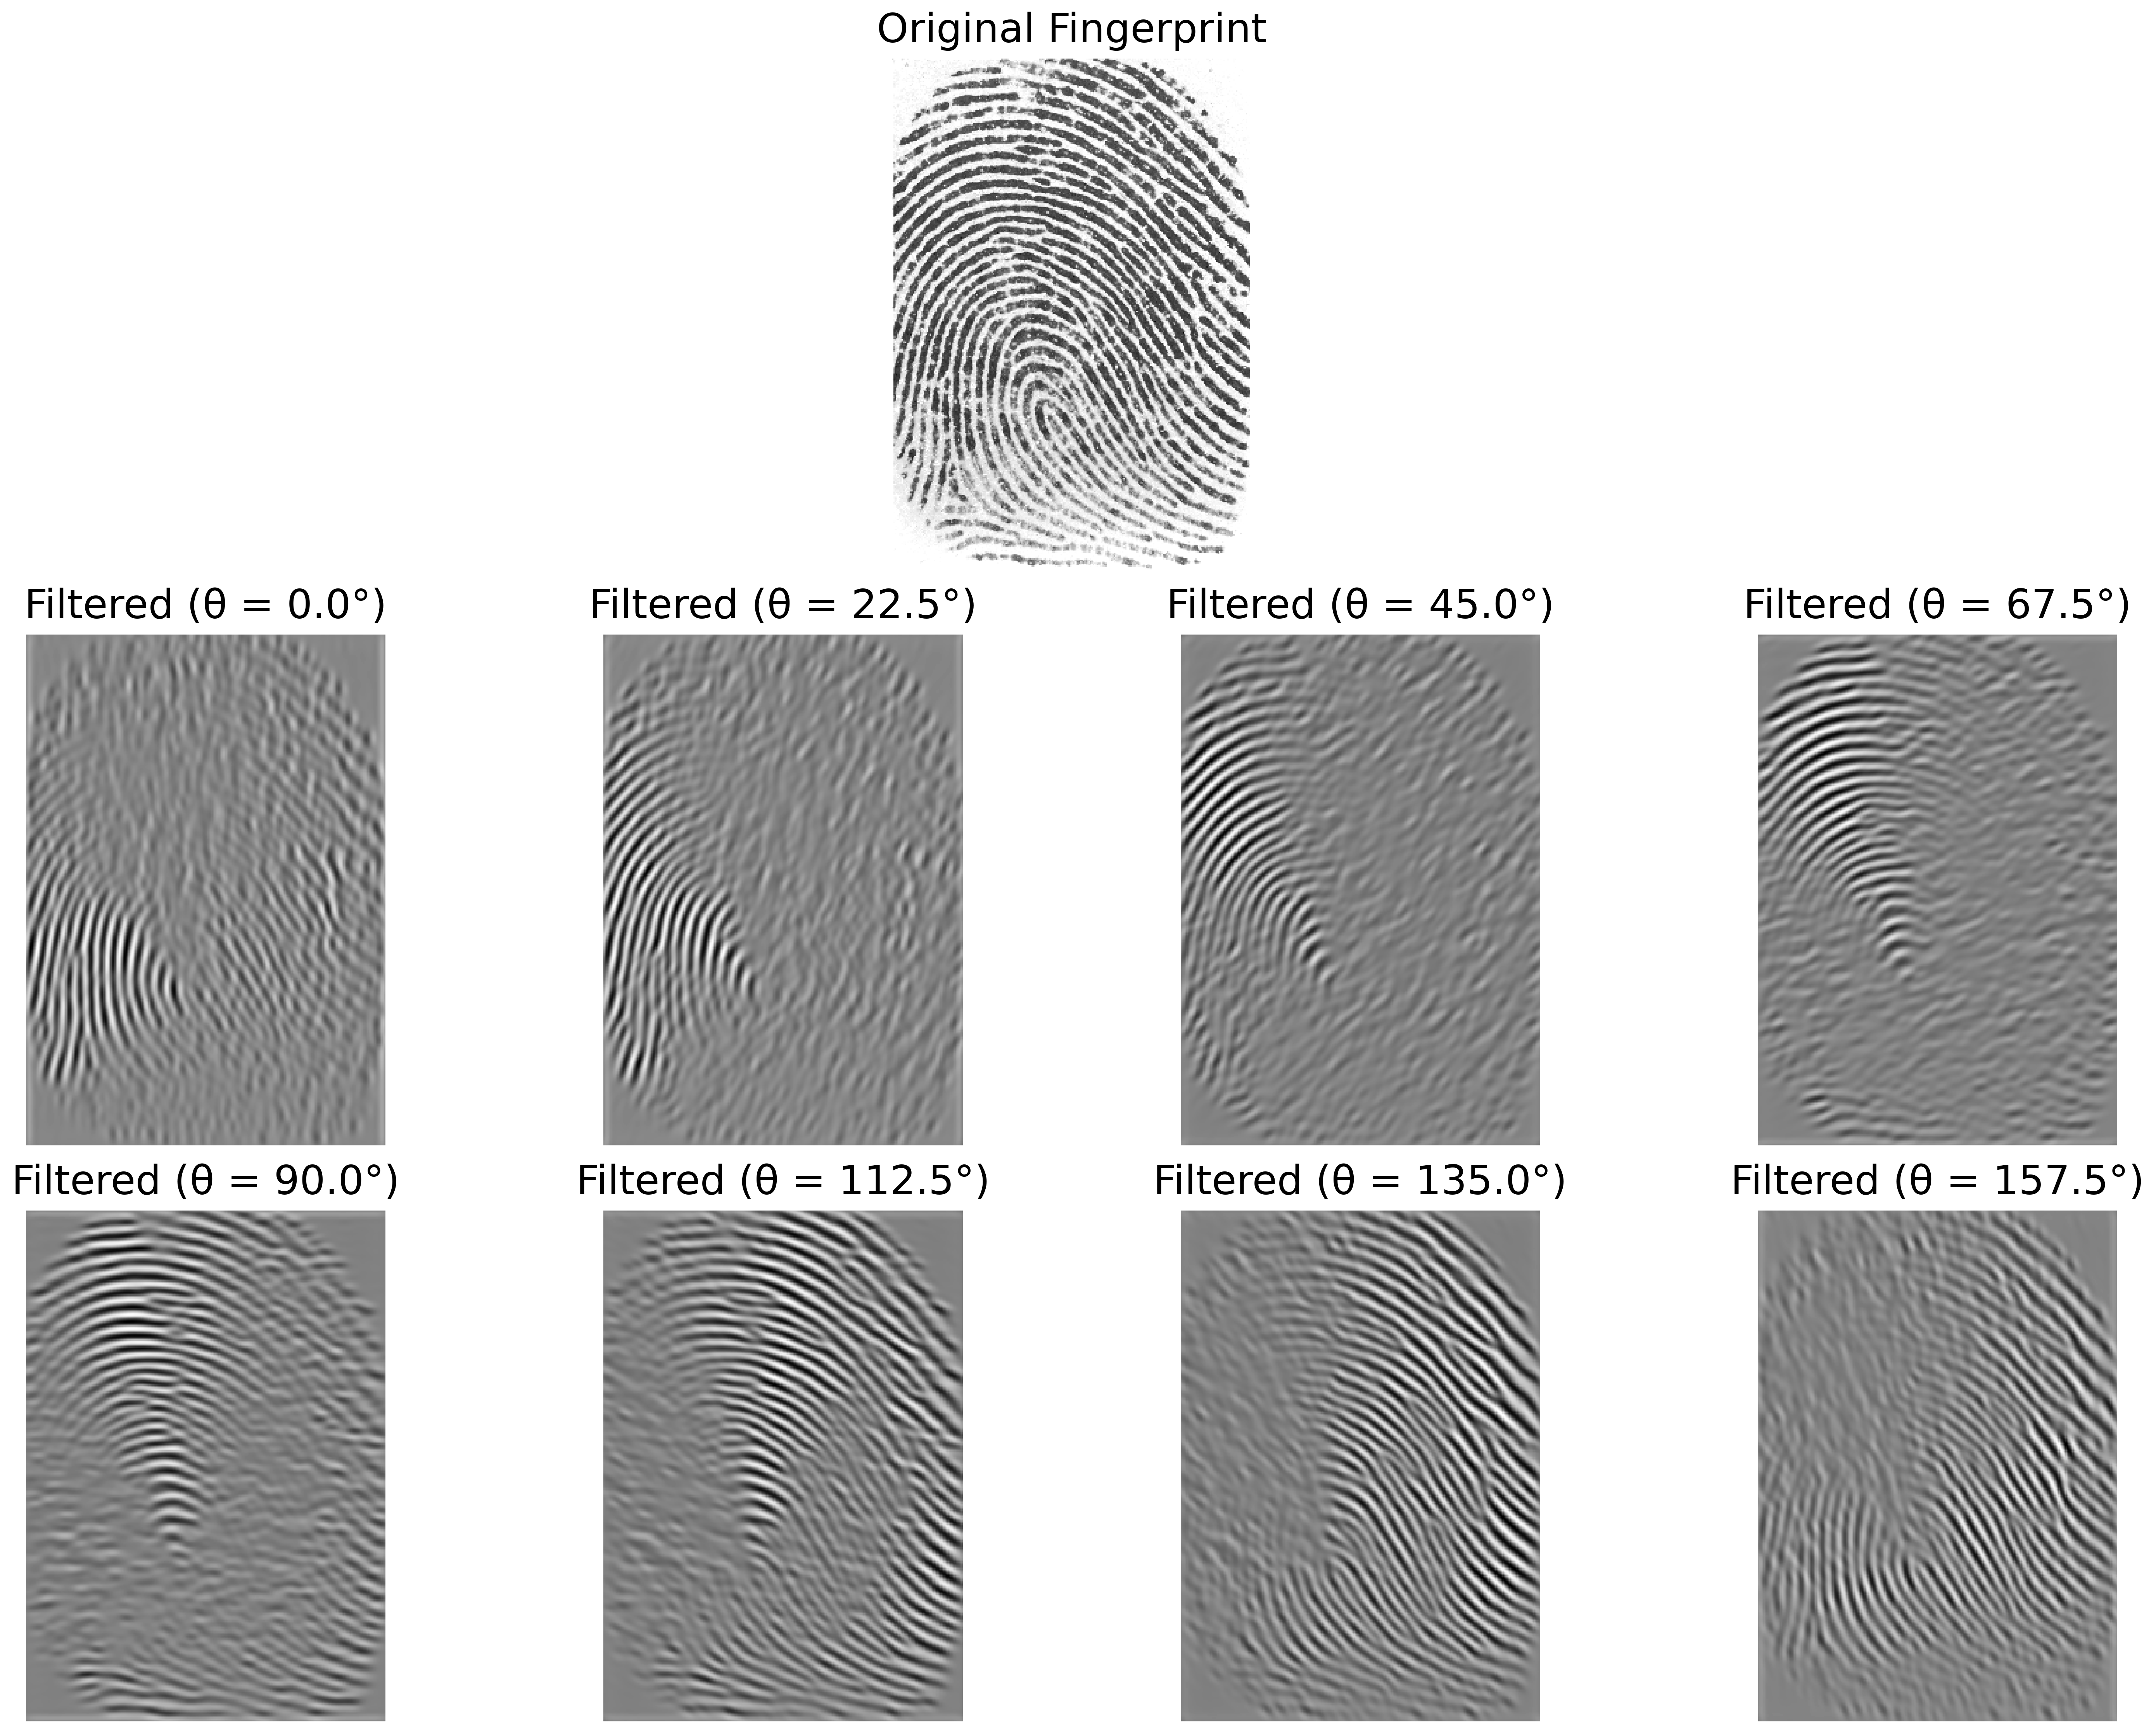 Original Fingerprint
Filtered (θ = 0.0°)
Filtered (θ = 22.5°)
Filtered (θ = 45.0°)
Filtered (θ = 67.5°)
Filtered (θ = 90.0°)
Filtered (θ = 112.5°)
Filtered (θ = 135.0°)
Filtered (θ = 157.5°)